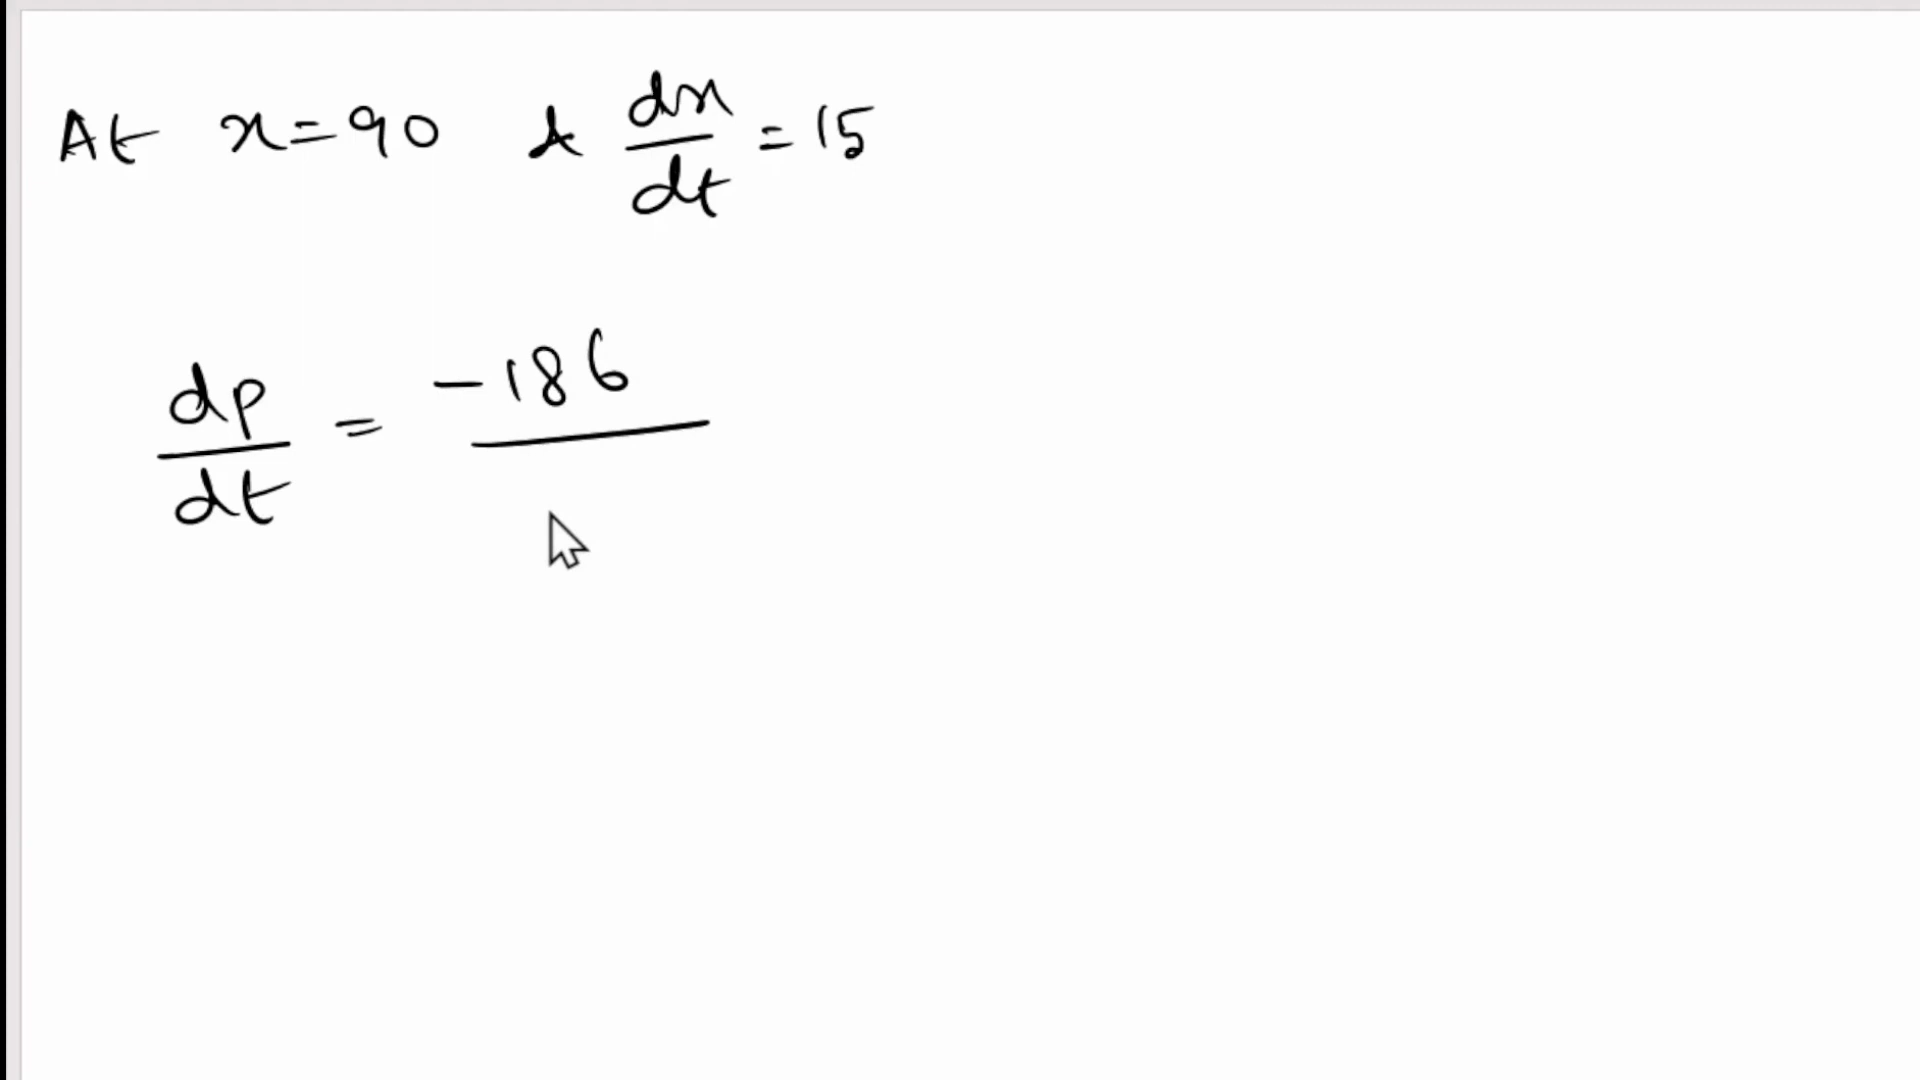 At x=90 & dx/dt = 15
dp/dt = -186/